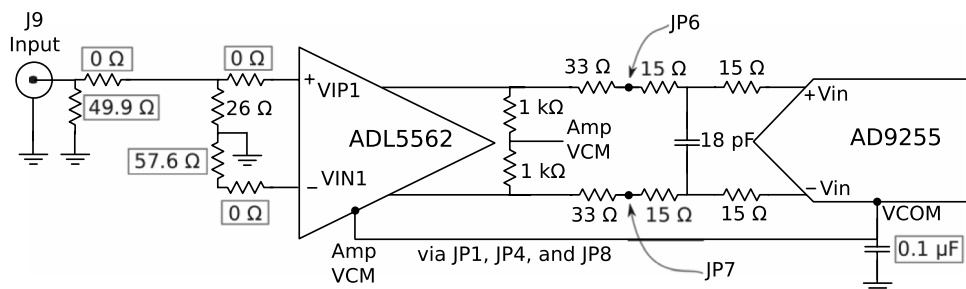 J9
Input
0 Ω
49.9 Ω
0 Ω
26 Ω
57.6 Ω
0 Ω
+
VIP1
ADL5562
VIN1
−
Amp
VCM
1 kΩ
1 kΩ
Amp
VCM
33 Ω
JP6
15 Ω
15 Ω
18 pF
33 Ω
15 Ω
15 Ω
JP7
via JP1, JP4, and JP8
+Vin
AD9255
−Vin
VCOM
0.1 µF